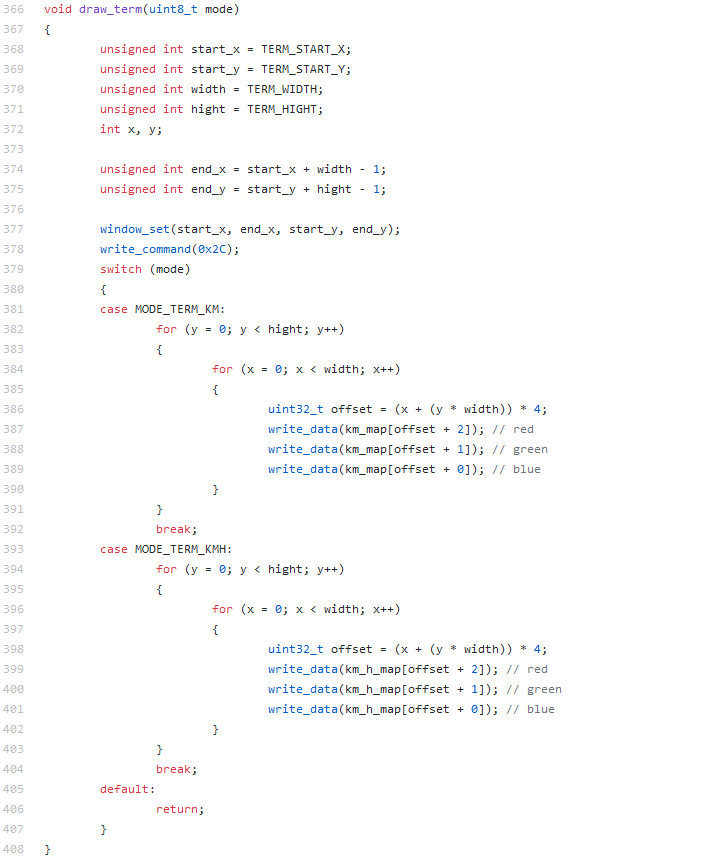 366 void draw_term(uint8_t mode)
367 {
368 unsigned int start_x = TERM_START_X;
369 unsigned int start_y = TERM_START_Y;
370 unsigned int width = TERM_WIDTH;
371 unsigned int hight = TERM_HIGHT;
372 int x, y;
373
374 unsigned int end_x = start_x + width - 1;
375 unsigned int end_y = start_y + hight - 1;
376
377 window_set(start_x, end_x, start_y, end_y);
378 write_command(0x2C);
379 switch (mode)
380 {
381 case MODE_TERM_KM:
382 for (y = 0; y < hight; y++)
383 {
384 for (x = 0; x < width; x++)
385 {
386 uint32_t offset = (x + (y * width)) * 4;
387 write_data(km_map[offset + 2]); // red
388 write_data(km_map[offset + 1]); // green
389 write_data(km_map[offset + 0]); // blue
390 }
391 }
392 break;
393 case MODE_TERM_KMH:
394 for (y = 0; y < hight; y++)
395 {
396 for (x = 0; x < width; x++)
397 {
398 uint32_t offset = (x + (y * width)) * 4;
399 write_data(km_h_map[offset + 2]); // red
400 write_data(km_h_map[offset + 1]); // green
401 write_data(km_h_map[offset + 0]); // blue
402 }
403 }
404 break;
405 default:
406 return;
407 }
408 }